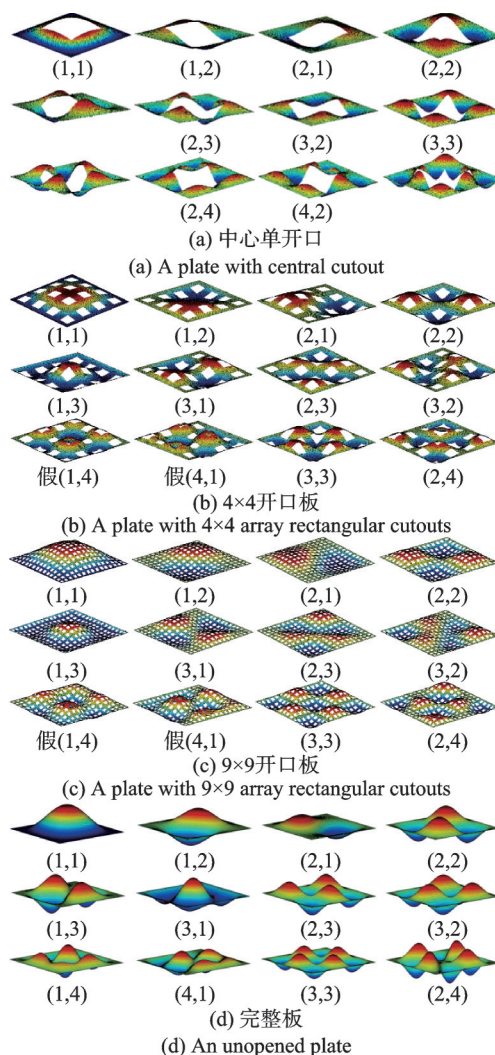 (1,1) (1,2) (2,1) (2,2)
(2,3) (3,2) (3,3)
(2,4) (4,2)
(a) 中心单开口
(a) A plate with central cutout
(1,1) (1,2) (2,1) (2,2)
(1,3) (3,1) (2,3) (3,2)
假(1,4) 假(4,1) (3,3) (2,4)
(b) 4×4开口板
(b) A plate with 4×4 array rectangular cutouts
(1,1) (1,2) (2,1) (2,2)
(1,3) (3,1) (2,3) (3,2)
假(1,4) 假(4,1) (3,3) (2,4)
(c) 9×9开口板
(c) A plate with 9×9 array rectangular cutouts
(1,1) (1,2) (2,1) (2,2)
(1,3) (3,1) (2,3) (3,2)
(1,4) (4,1) (3,3) (2,4)
(d) 完整板
(d) An unopened plate